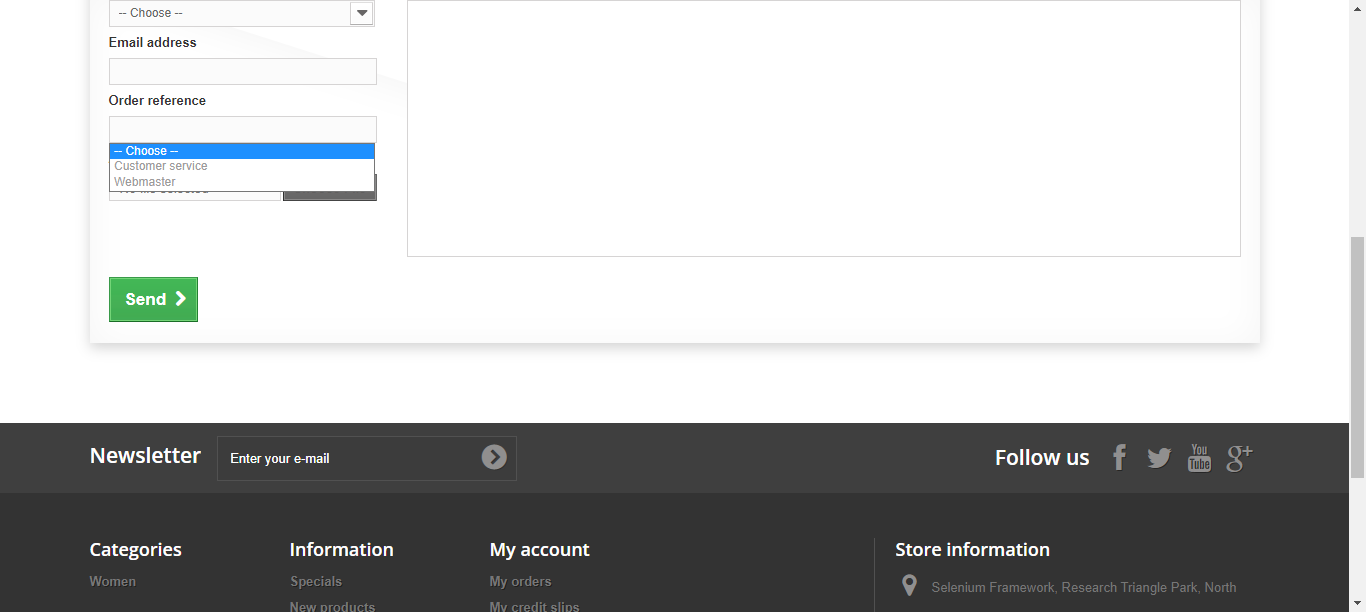 -- Choose --
Email address
Order reference
-- Choose --
Customer service
Webmaster
Send
Newsletter
Enter your e-mail
Follow us
You
Tube
g+
Categories
Information
My account
Store information
Women
Specials
My orders
Selenium Framework, Research Triangle Park, North
New products
My credit slips